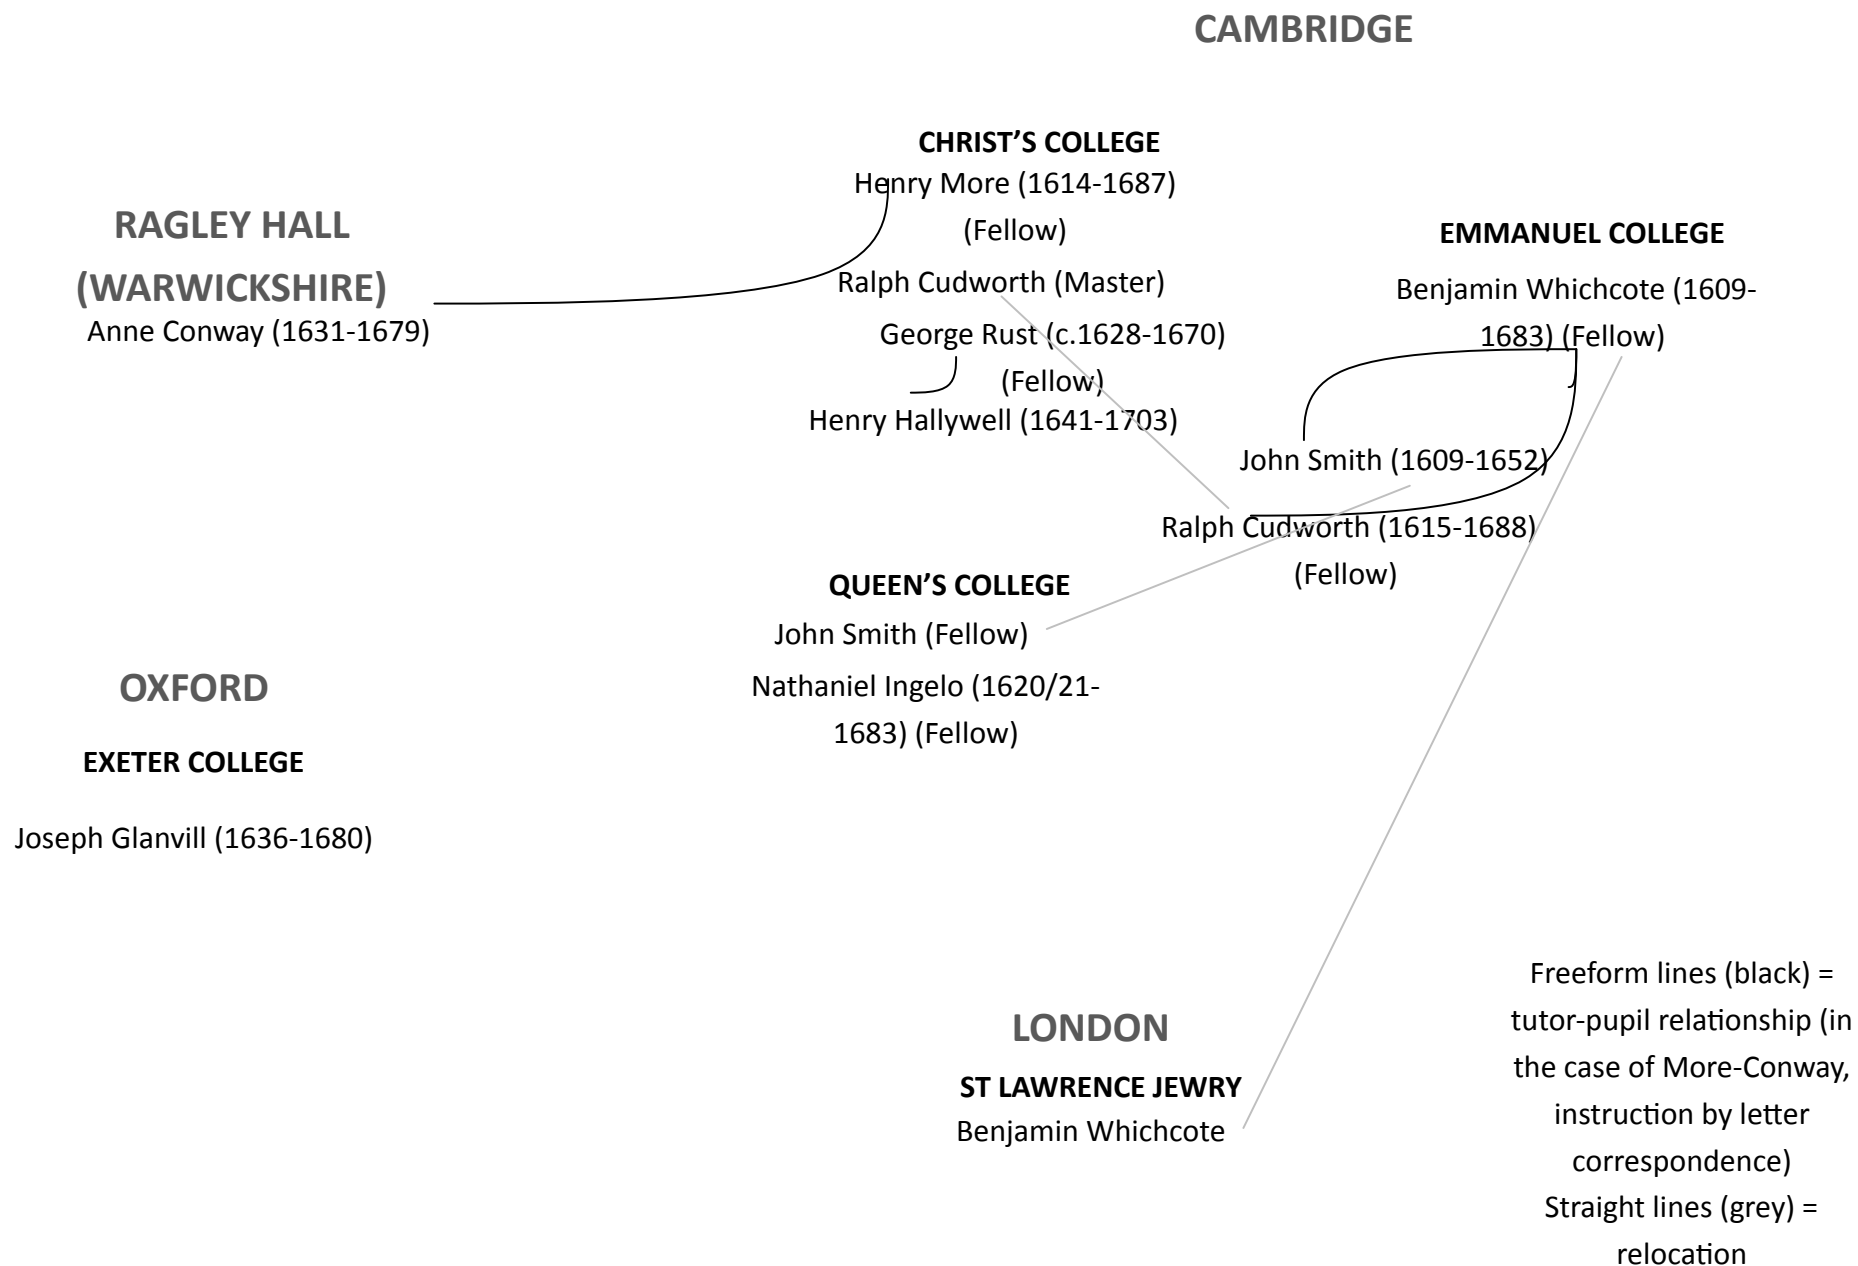 CAMBRIDGE
CHRIST’S COLLEGE
Henry More (1614-1687)
(Fellow)
Ralph Cudworth (Master)
George Rust (c.1628-1670)
(Fellow)
Henry Hallywell (1641-1703)
RAGLEY HALL
(WARWICKSHIRE)
Anne Conway (1631-1679)
EMMANUEL COLLEGE
Benjamin Whichcote (1609-
1683) (Fellow)
John Smith (1609-1652)
Ralph Cudworth (1615-1688)
(Fellow)
QUEEN’S COLLEGE
John Smith (Fellow)
Nathaniel Ingelo (1620/21-
1683) (Fellow)
OXFORD
EXETER COLLEGE
Joseph Glanvill (1636-1680)
LONDON
ST LAWRENCE JEWRY
Benjamin Whichcote
Freeform lines (black) =
tutor-pupil relationship (in
the case of More-Conway,
instruction by letter
correspondence)
Straight lines (grey) =
relocation